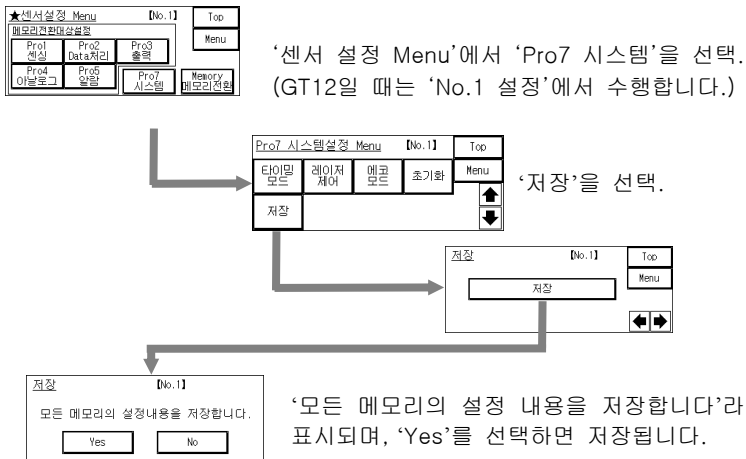 ★센서설정 Menu 【No.1】 Top
메모리전환대상설정 Menu
Pro1 센싱 Pro2 Data처리 Pro3 출력
Pro4 아날로그 Pro5 알람 Pro7 시스템 Memory 메모리전환
‘센서 설정 Menu’에서 ‘Pro7 시스템’을 선택.
(GT12일 때는 ‘No.1 설정’에서 수행합니다.)
Pro7 시스템설정 Menu 【No.1】 Top
타이밍 모드 레이저 제어 에코 모드 초기화 Menu
저장
‘저장’을 선택.
저장 【No.1】 Top
Menu
저장
저장 【No.1】
모든 메모리의 설정내용을 저장합니다.
Yes No
‘모든 메모리의 설정 내용을 저장합니다’라
표시되며, ‘Yes’를 선택하면 저장됩니다.